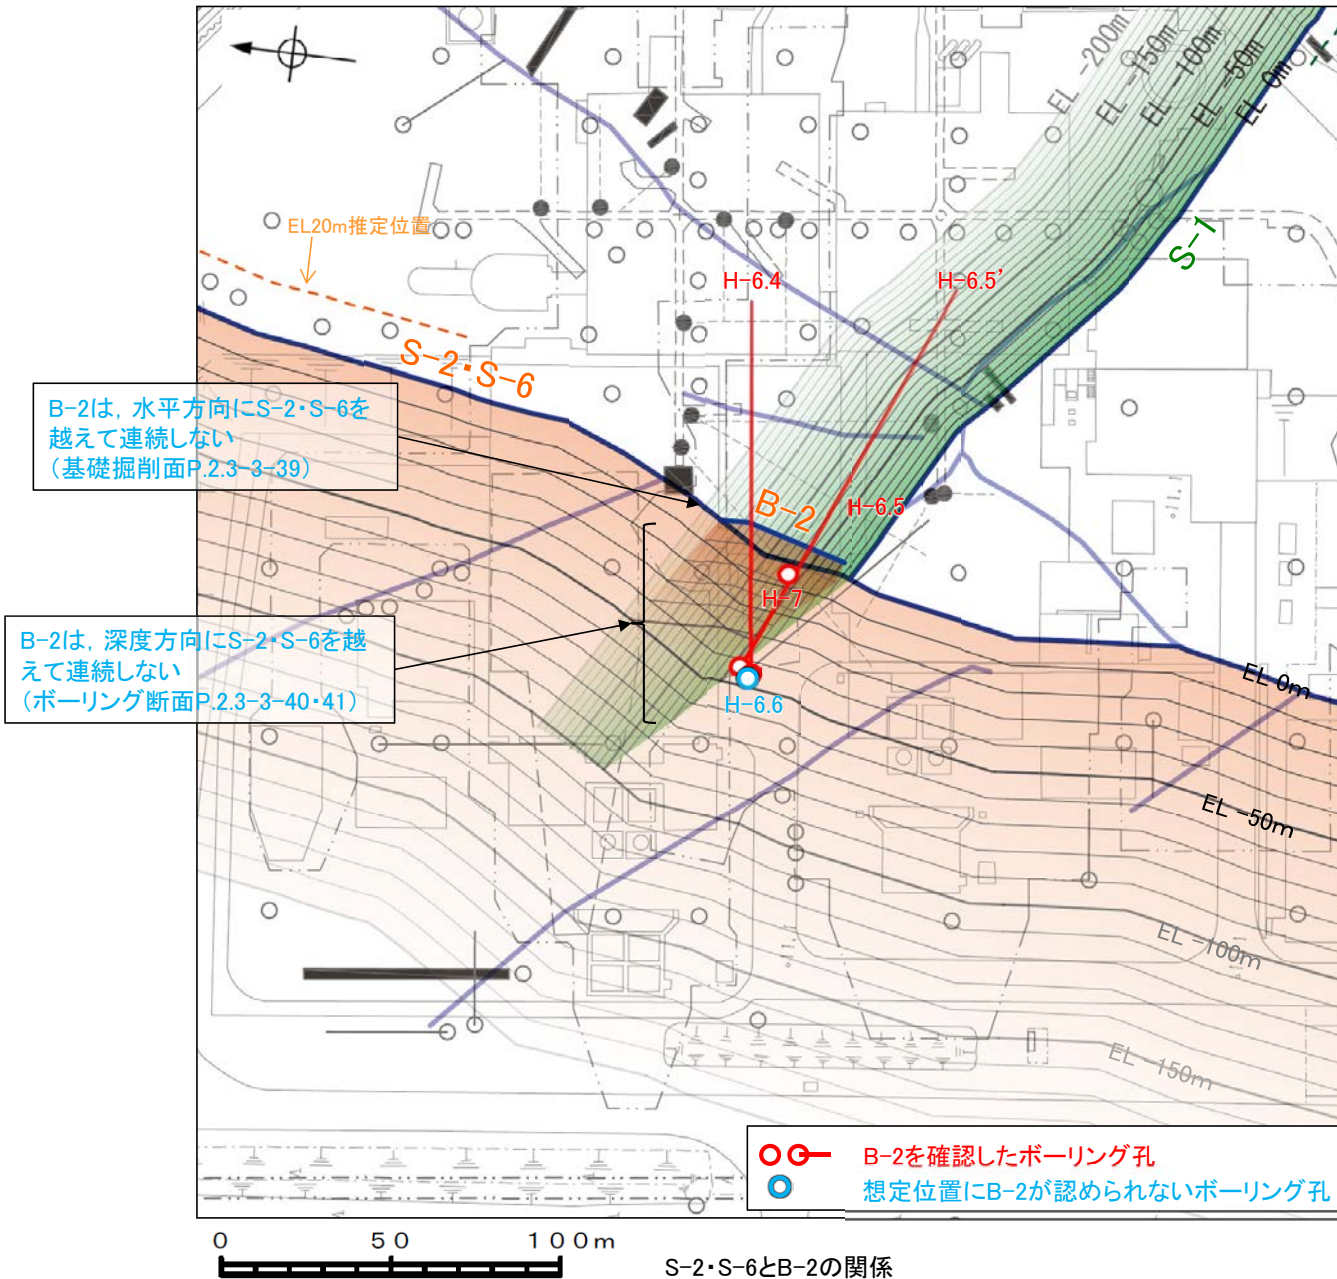 EL -200m
EL -150m
EL -100m
EL -50m
EL 0m
S-1
EL20m推定位置
H-6.4
H-6.5’
S-2・S-6
B-2は，水平方向にS-2・S-6を
越えて連続しない
（基礎掘削面P.2.3-3-39）
B-2
H-6.5
H-7
B-2は，深度方向にS-2・S-6を越
えて連続しない
（ボーリング断面P.2.3-3-40・41）
H-6.6
EL 0m
EL -50m
EL -100m
EL -150m
B-2を確認したボーリング孔
想定位置にB-2が認められないボーリング孔
0 50 100m
S-2・S-6とB-2の関係